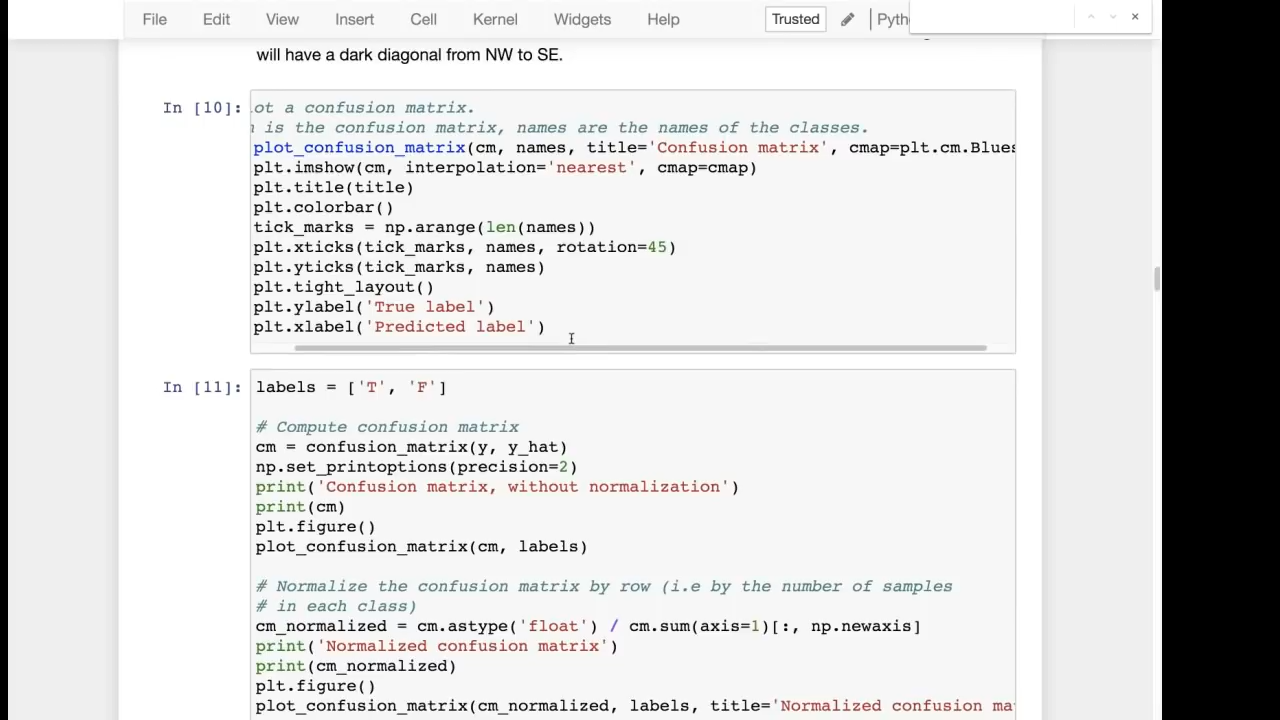 File Edit View Insert Cell Kernel Widgets Help Trusted
will have a dark diagonal from NW to SE.
In [10]:
a confusion matrix.
is the confusion matrix, names are the names of the classes.
plot_confusion_matrix(cm, names, title='Confusion matrix', cmap=plt.cm.Blues
plt.imshow(cm, interpolation='nearest', cmap=cmap)
plt.title(title)
plt.colorbar()
tick_marks = np.arange(len(names))
plt.xticks(tick_marks, names, rotation=45)
plt.yticks(tick_marks, names)
plt.tight_layout()
plt.ylabel('True label')
plt.xlabel('Predicted label')
In [11]:
labels = ['T', 'F']
# Compute confusion matrix
cm = confusion_matrix(y, y_hat)
np.set_printoptions(precision=2)
print('Confusion matrix, without normalization')
print(cm)
plt.figure()
plot_confusion_matrix(cm, labels)
# Normalize the confusion matrix by row (i.e by the number of samples
# in each class)
cm_normalized = cm.astype('float') / cm.sum(axis=1)[:, np.newaxis]
print('Normalized confusion matrix')
print(cm_normalized)
plt.figure()
plot_confusion_matrix(cm_normalized, labels, title='Normalized confusion